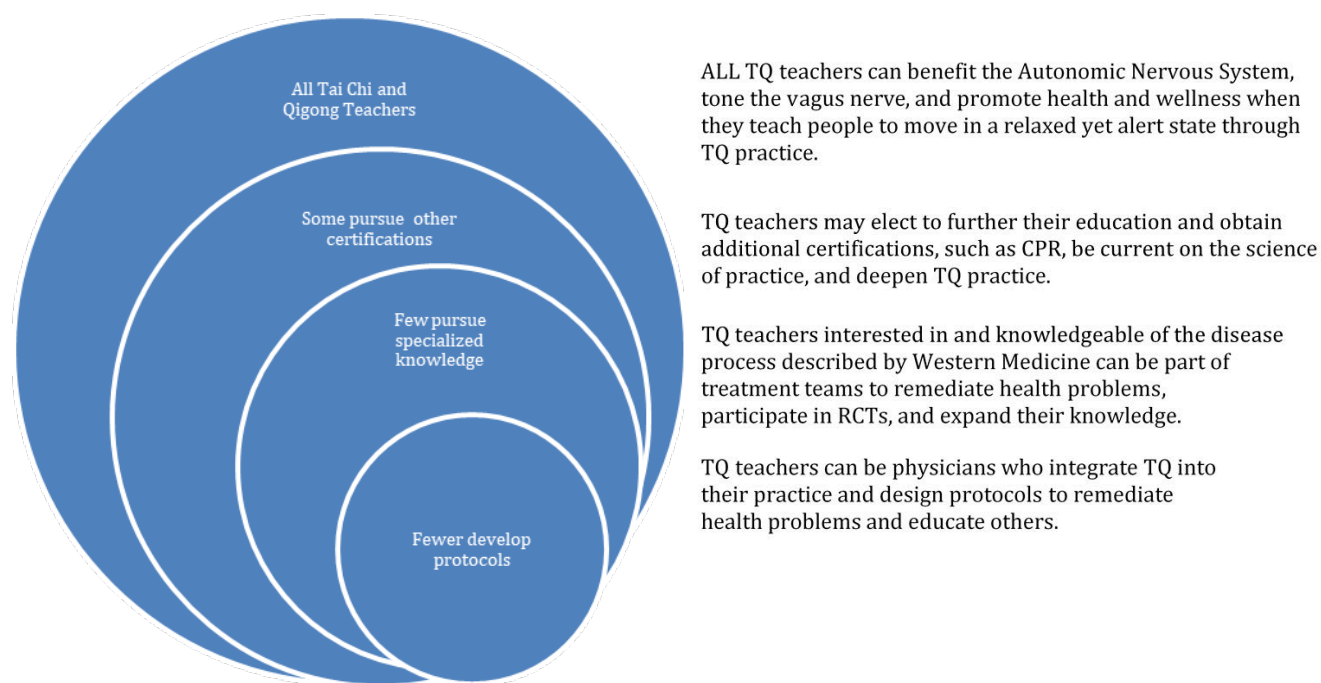 All Tai Chi and
Qigong Teachers
Some pursue other
certifications
Few pursue
specialized
knowledge
Fewer develop
protocols
ALL TQ teachers can benefit the Autonomic Nervous System,
tone the vagus nerve, and promote health and wellness when
they teach people to move in a relaxed yet alert state through
TQ practice.
TQ teachers may elect to further their education and obtain
additional certifications, such as CPR, be current on the science
of practice, and deepen TQ practice.
TQ teachers interested in and knowledgeable of the disease
process described by Western Medicine can be part of
treatment teams to remediate health problems,
participate in RCTs, and expand their knowledge.
TQ teachers can be physicians who integrate TQ into
their practice and design protocols to remediate
health problems and educate others.